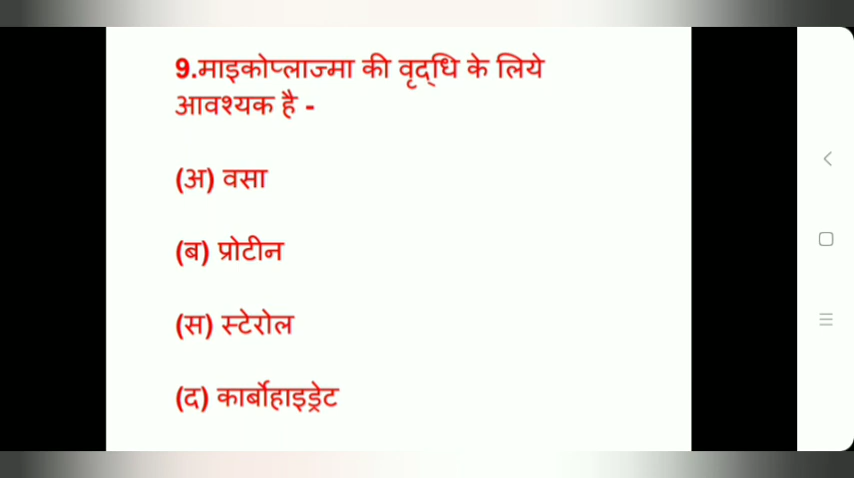 9.माइकोप्लाज्मा की वृद्धि के लिये
आवश्यक है -
(अ) वसा
(ब) प्रोटीन
(स) स्टेरोल
(द) कार्बोहाइड्रेट